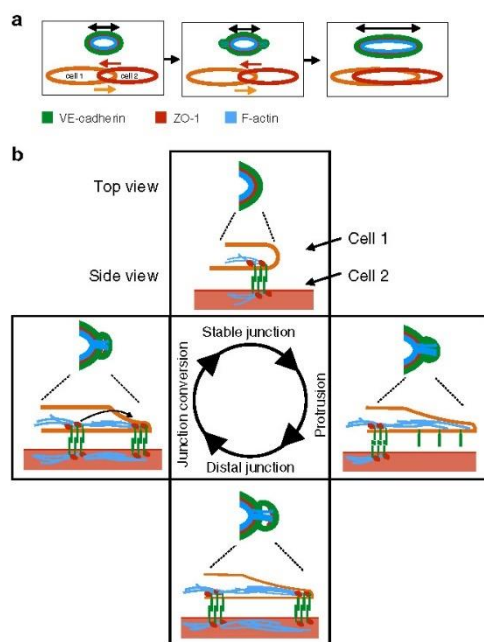 a
cell 1
cell 2
VE-cadherin
ZO-1
F-actin
b
Top view
Cell 1
Side view
Cell 2
Stable junction
Junction conversion
Protrusion
Distal junction